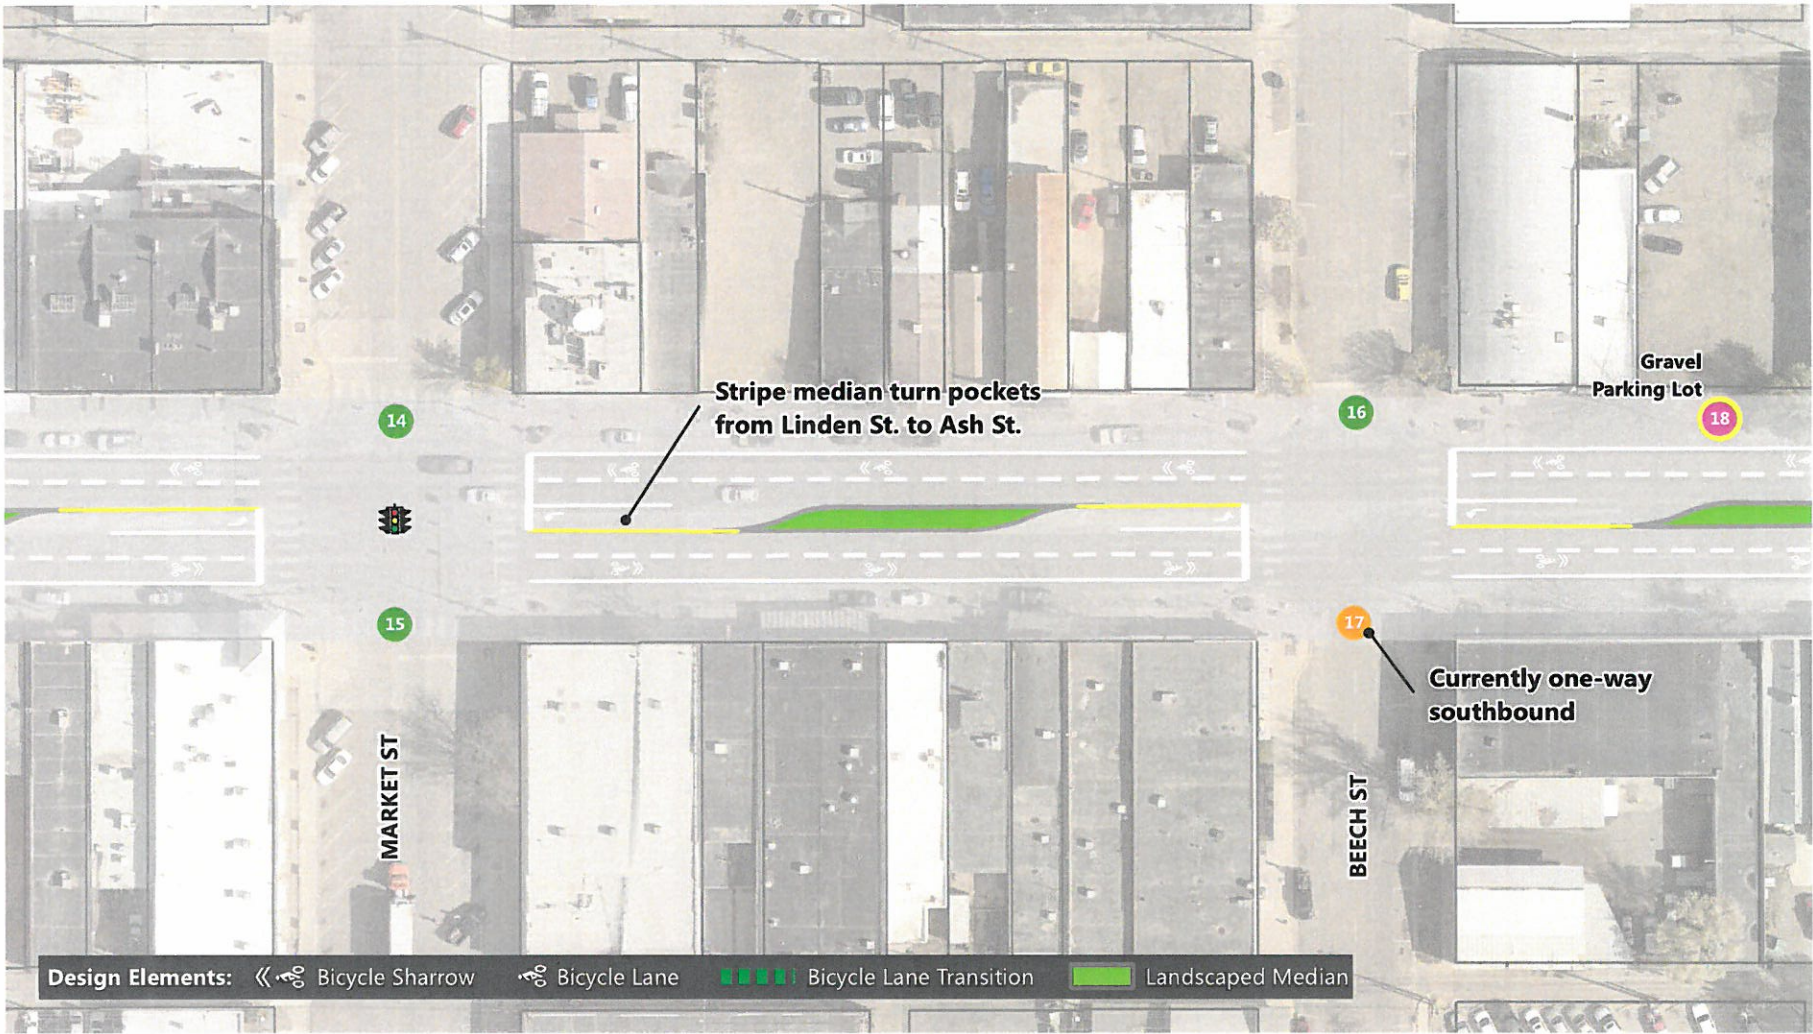 Gravel
Parking Lot
Stripe median turn pockets
from Linden St. to Ash St.
14
16
18
15
17
Currently one-way
southbound
MARKET ST
BEECH ST
Design Elements: Bicycle Sharrow Bicycle Lane Bicycle Lane Transition Landscaped Median